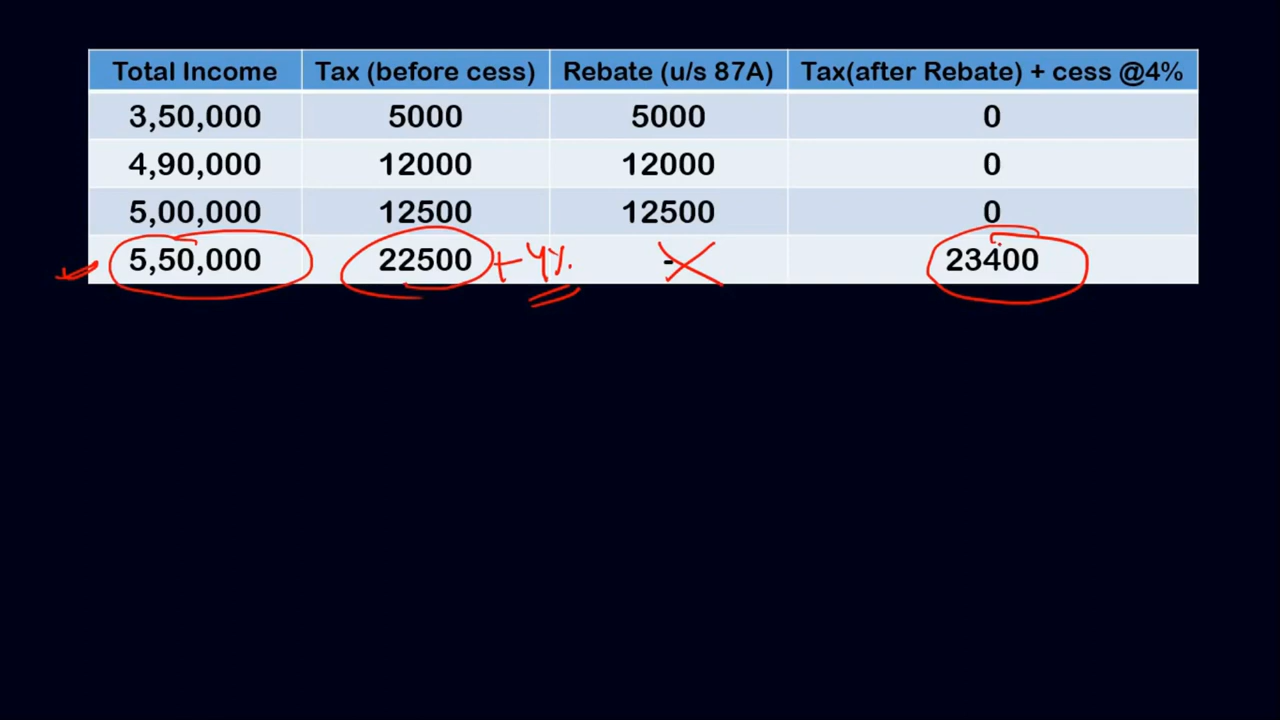 Total Income Tax (before cess) Rebate (u/s 87A) Tax(after Rebate) + cess @4%
3,50,000 5000 5000 0
4,90,000 12000 12000 0
5,00,000 12500 12500 0
5,50,000 22500 +4%. - 23400